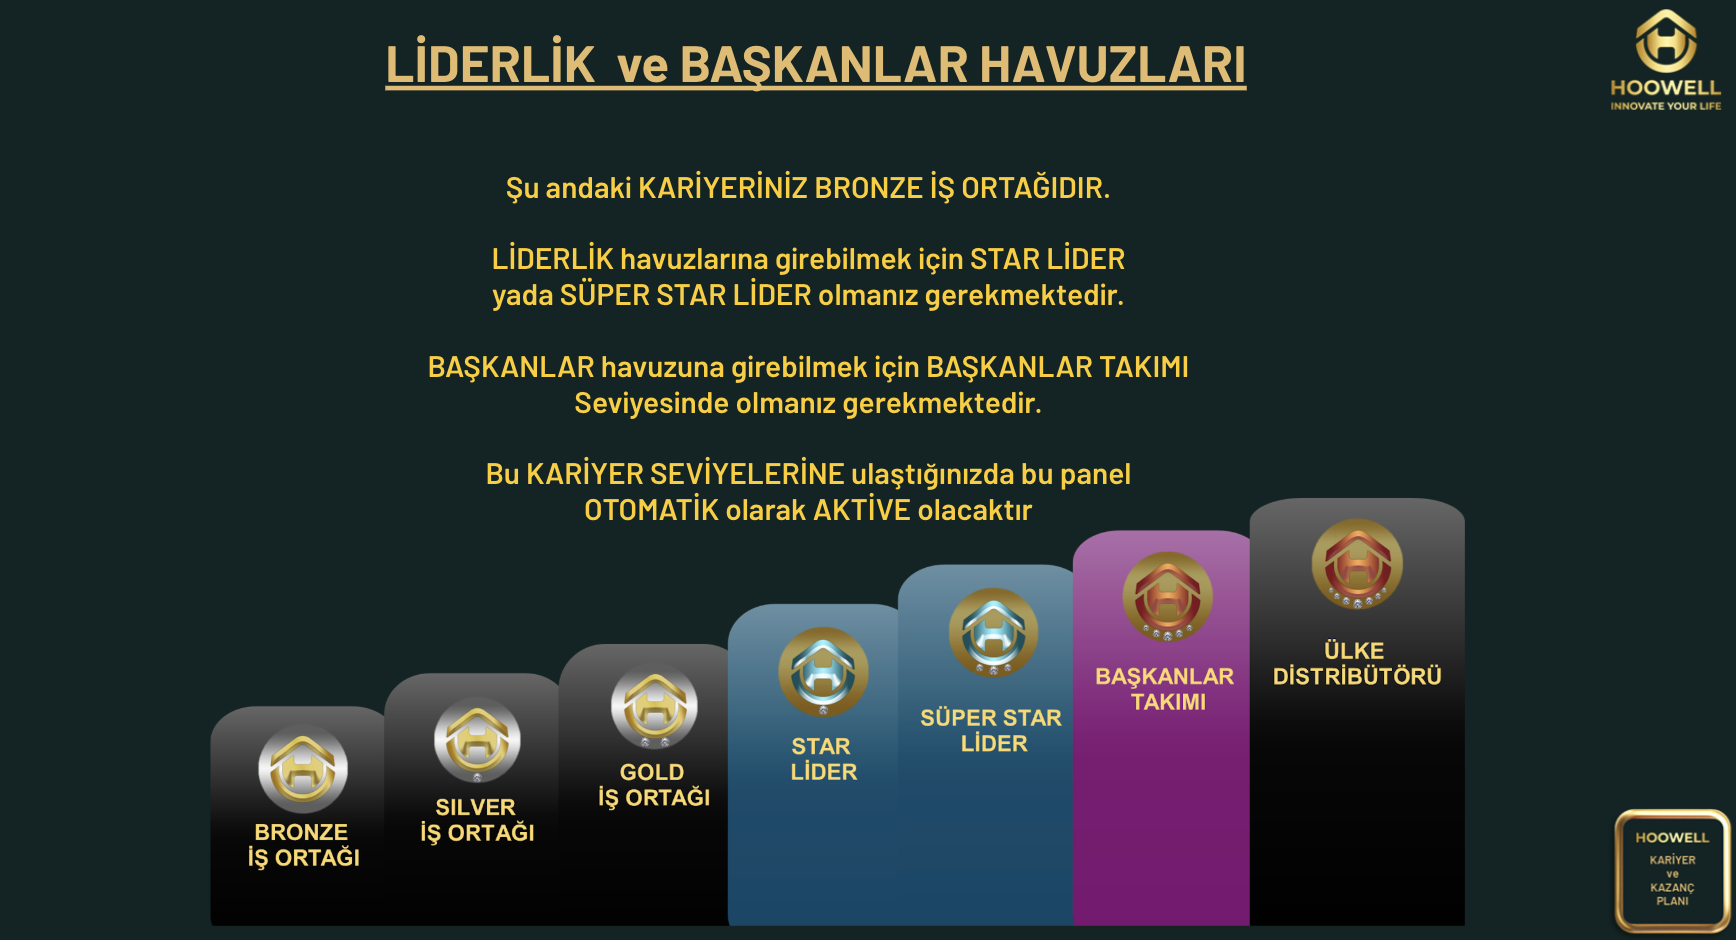 LİDERLİK  ve BAŞKANLAR HAVUZLARI
HOOWELL
INNOVATE YOUR LIFE
Şu andaki KARİYERİNİZ BRONZE İŞ ORTAĞIDIR.
LİDERLİK havuzlarına girebilmek için STAR LİDER
yada SÜPER STAR LİDER olmanız gerekmektedir.
BAŞKANLAR havuzuna girebilmek için BAŞKANLAR TAKIMI
Seviyesinde olmanız gerekmektedir.
Bu KARİYER SEVİYELERİNE ulaştığınızda bu panel
OTOMATİK olarak AKTİVE olacaktır
BRONZE
İŞ ORTAĞI
SILVER
İŞ ORTAĞI
GOLD
İŞ ORTAĞI
STAR
LİDER
SÜPER STAR
LİDER
BAŞKANLAR
TAKIMI
ÜLKE
DİSTRİBÜTÖRÜ
HOOWELL
KARİYER
ve
KAZANÇ
PLANI